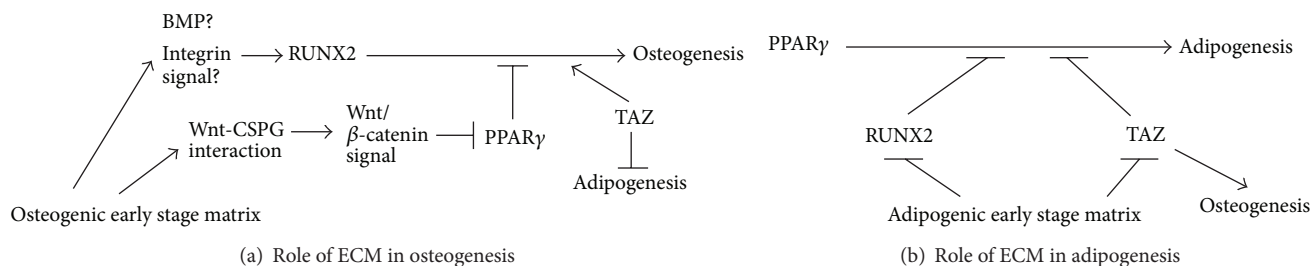 BMP?
Integrin
signal?
RUNX2
Osteogenesis
Wnt-CSPG
interaction
Wnt/
β-catenin
signal
PPARγ
TAZ
Adipogenesis
Osteogenic early stage matrix
(a) Role of ECM in osteogenesis
PPARγ
Adipogenesis
RUNX2
TAZ
Adipogenic early stage matrix
Osteogenesis
(b) Role of ECM in adipogenesis